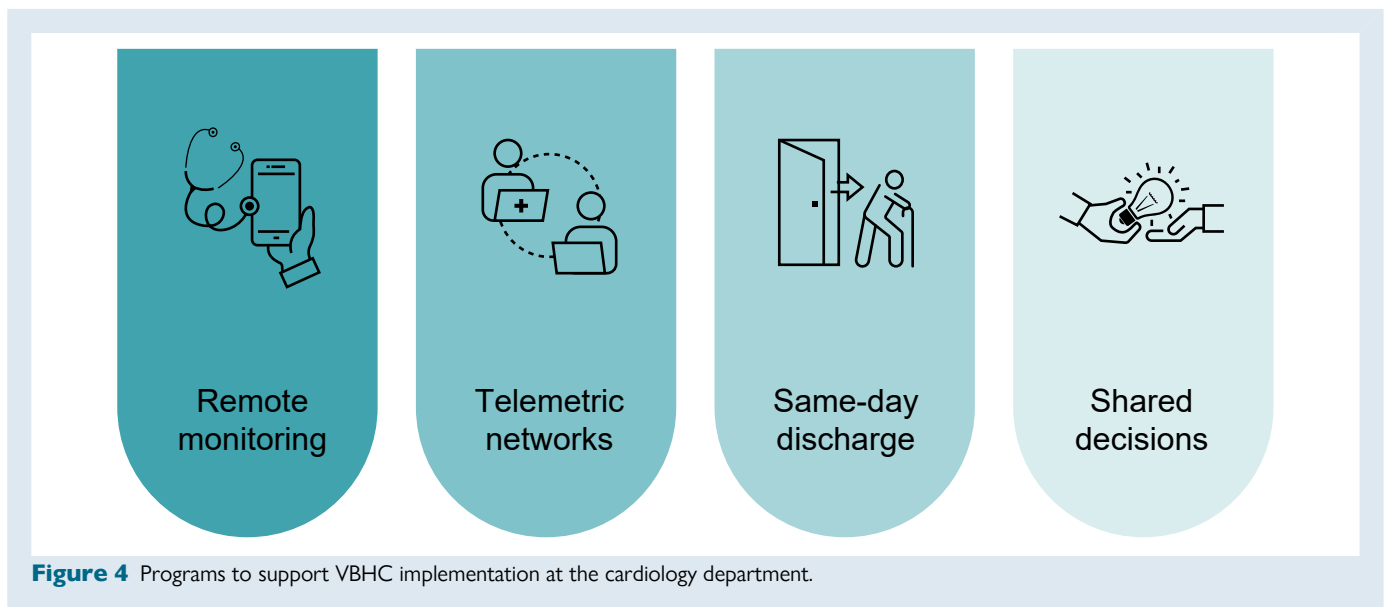 Remote
monitoring
Telemetric
networks
Same-day
discharge
Shared
decisions
Figure 4 Programs to support VBHC implementation at the cardiology department.